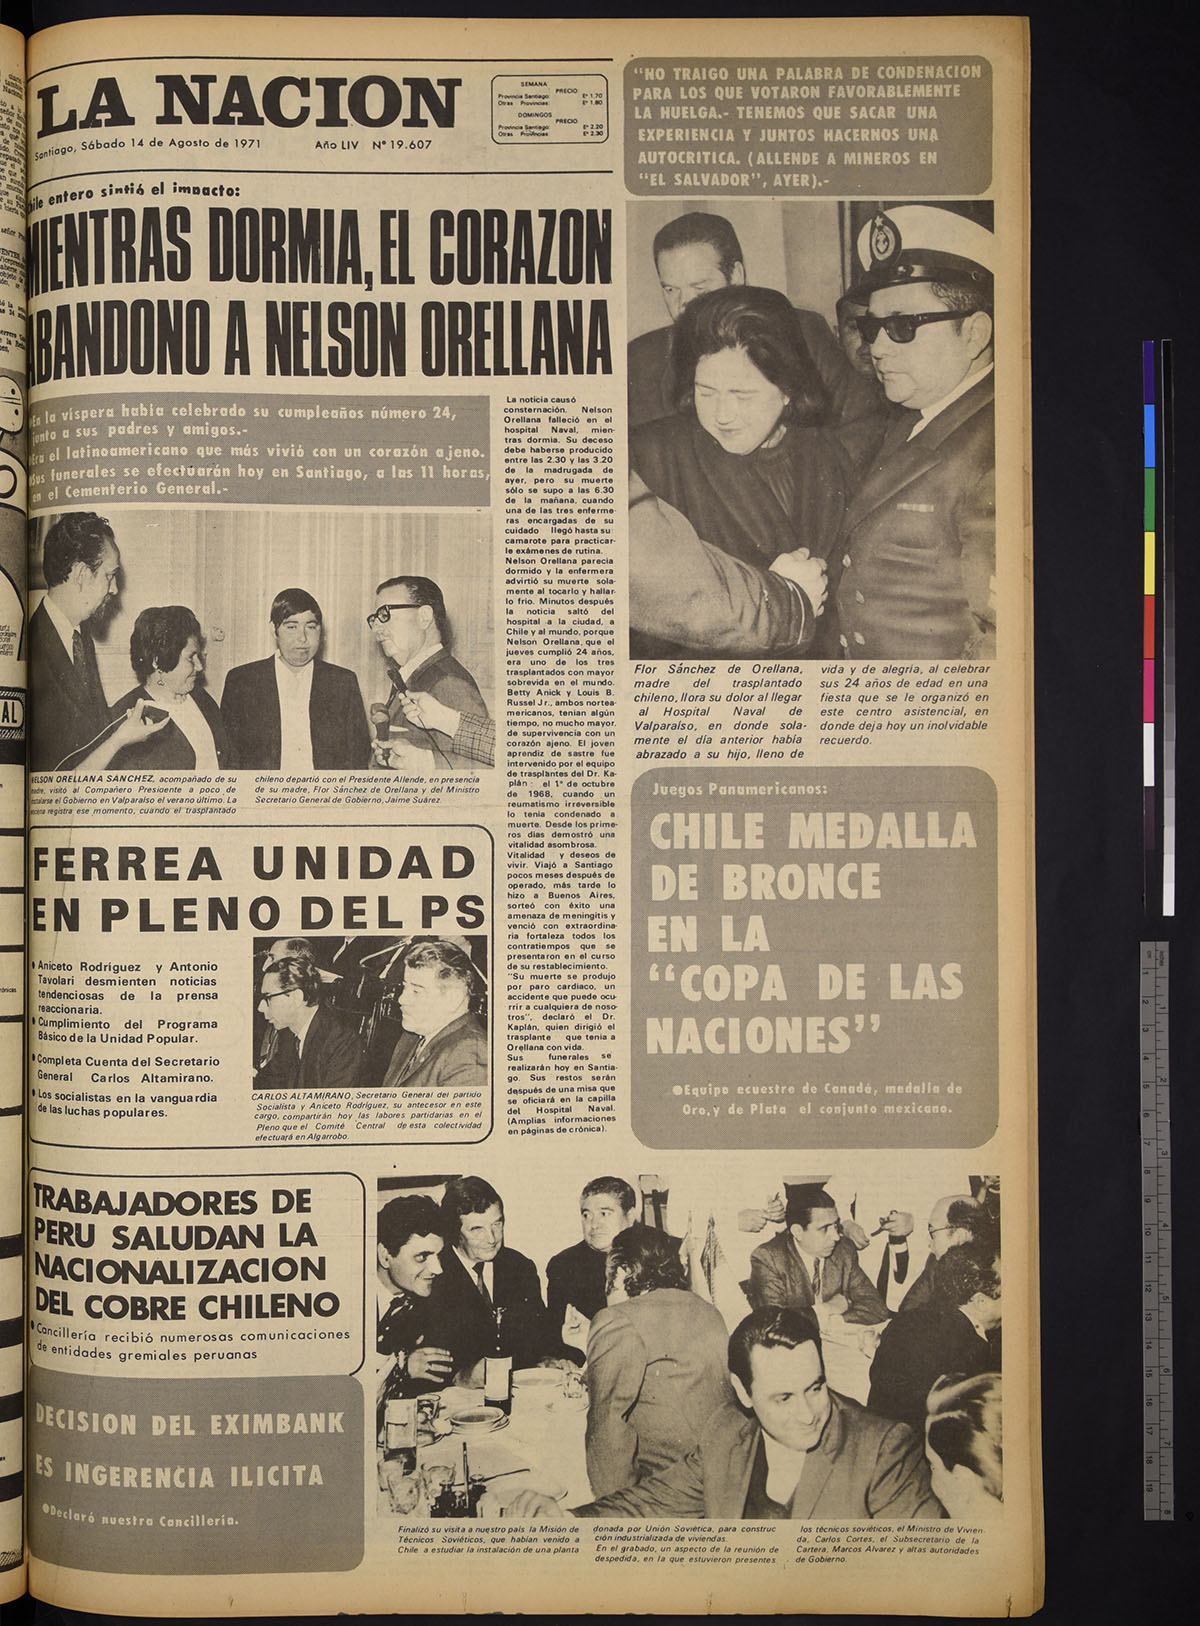 LA NACION
Santiago, Sábado 14 de Agosto de 1971 Año LIV Nº 19.607
SEMANA
PRECIO
Provincia Santiago: Eº 1.70
Otras Provincias: Eº 1.80
DOMINGOS
PRECIO
Provincia Santiago: Eº 2.20
Otras Provincias: Eº 2.30
"NO TRAIGO UNA PALABRA DE CONDENACION
PARA LOS QUE VOTARON FAVORABLEMENTE
LA HUELGA.- TENEMOS QUE SACAR UNA
EXPERIENCIA Y JUNTOS HACERNOS UNA
AUTOCRITICA. (ALLENDE A MINEROS EN
"EL SALVADOR", AYER).-
Chile entero sintió el impacto:
MIENTRAS DORMIA, EL CORAZON
ABANDONO A NELSON ORELLANA
En la víspera había celebrado su cumpleaños número 24,
junto a sus padres y amigos.-
Era el latinoamericano que más vivió con un corazón ajeno.
Sus funerales se efectuarán hoy en Santiago, a las 11 horas,
en el Cementerio General.-
NELSON ORELLANA SANCHEZ, acompañado de su
madre, visitó al Compañero Presidente a poco de
instalarse el Gobierno en Valparaíso el verano último. La
escena registra ese momento, cuando el trasplantado
chileno departió con el Presidente Allende, en presencia
de su madre, Flor Sánchez de Orellana y del Ministro
Secretario General de Gobierno, Jaime Suárez.
La noticia causó
consternación. Nelson
Orellana falleció en el
hospital Naval, mien-
tras dormia. Su deceso
debe haberse producido
entre las 2.30 y las 3.20
de la madrugada de
ayer, pero su muerte
sólo se supo a las 6.30
de la mañana, cuando
una de las tres enferme-
ras encargadas de su
cuidado llegó hasta su
camarote para practicar-
le exámenes de rutina.
Nelson Orellana parecia
dormido y la enfermera
advirtió su muerte sola-
mente al tocarlo y hallar-
lo frio. Minutos después
la noticia saltó del
hospital a la ciudad, a
Chile y al mundo, porque
Nelson Orellana, que el
jueves cumplió 24 años,
era uno de los tres
trasplantados con mayor
sobrevida en el mundo.
Betty Anick y Louis B.
Russel Jr., ambos nortea-
mericanos, tenían algún
tiempo, no mucho mayor,
de supervivencia con un
corazón ajeno. El joven
aprendiz de sastre fue
intervenido por el equipo
de trasplantes del Dr. Ka-
plán el 1º de octubre
de 1968, cuando un
reumatismo irreversible
lo tenia condenado a
muerte. Desde los prime-
ros dias demostró una
vitalidad asombrosa.
Vitalidad y deseos de
vivir. Viajó a Santiago
pocos meses después de
operado, más tarde lo
hizo a Buenos Aires,
sorteó con éxito una
amenaza de meningitis y
venció con extraordina-
ria fortaleza todos los
contratiempos que se
presentaron en el curso
de su restablecimiento.
"Su muerte se produjo
por paro cardiaco, un
accidente que puede ocu-
rrir a cualquiera de noso-
tros", declaró el Dr.
Kaplán, quien dirigió el
trasplante que tenia a
Orellana con vida.
Sus funerales se
realizarán hoy en Santia-
go. Sus restos serán
después de una misa que
se oficiará en la capilla
del Hospital Naval.
(Amplias informaciones
en páginas de crónica).
Flor Sánchez de Orellana,
madre del trasplantado
chileno, llora su dolor al llegar
al Hospital Naval de
Valparaíso, en donde sola-
mente el día anterior había
abrazado a su hijo, lleno de
vida y de alegria, al celebrar
sus 24 años de edad en una
fiesta que se le organizó en
este centro asistencial, en
donde deja hoy un inolvidable
recuerdo.
Juegos Panamericanos:
CHILE MEDALLA
DE BRONCE
EN LA
"COPA DE LAS
NACIONES"
●Equipo ecuestre de Canadá, medalla de
Oro, y de Plata el conjunto mexicano.
FERREA UNIDAD
EN PLENO DEL PS
● Aniceto Rodríguez y Antonio
Tavolari desmienten noticias
tendenciosas de la prensa
reaccionaria.
● Cumplimiento del Programa
Básico de la Unidad Popular.
● Completa Cuenta del Secretario
General Carlos Altamirano.
● Los socialistas en la vanguardia
de las luchas populares.
CARLOS ALTAMIRANO, Secretario General del partido
Socialista y Aniceto Rodríguez, su antecesor en este
cargo, compartirán hoy las labores partidarias en el
Pleno que el Comité Central de esta colectividad
efectuará en Algarrobo.
TRABAJADORES DE
PERU SALUDAN LA
NACIONALIZACION
DEL COBRE CHILENO
● Cancillería recibió numerosas comunicaciones
de entidades gremiales peruanas
DECISION DEL EXIMBANK
ES INGERENCIA ILICITA
●Declaró nuestra Cancillería.
Finalizó su visita a nuestro país la Misión de
Técnicos Soviéticos, que habían venido a
Chile a estudiar la instalación de una planta
donada por Unión Soviética, para construc
ción industrializada de viviendas.
En el grabado, un aspecto de la reunión de
despedida, en la que estuvieron presentes
los técnicos soviéticos, el Ministro de Vivien-
da, Carlos Cortes, el Subsecretario de la
Cartera, Marcos Alvarez y altas autoridades
de Gobierno.